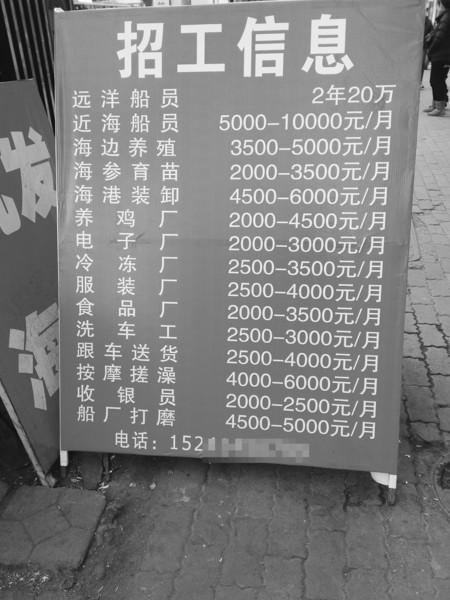 招工信息
远洋船员 2年20万
近海船员 5000-10000元/月
海边养殖 3500-5000元/月
海参育苗 2000-3500元/月
海港装卸 4500-6000元/月
养鸡厂 2000-4500元/月
电子厂 2000-3000元/月
冷冻厂 2500-3500元/月
服装厂 2500-4000元/月
食品厂 2000-3500元/月
洗车工 2500-3000元/月
跟车送货 2500-4000元/月
按摩搓澡 4000-6000元/月
收银员 2000-2500元/月
船厂打磨 4500-5000元/月
电话：152
海